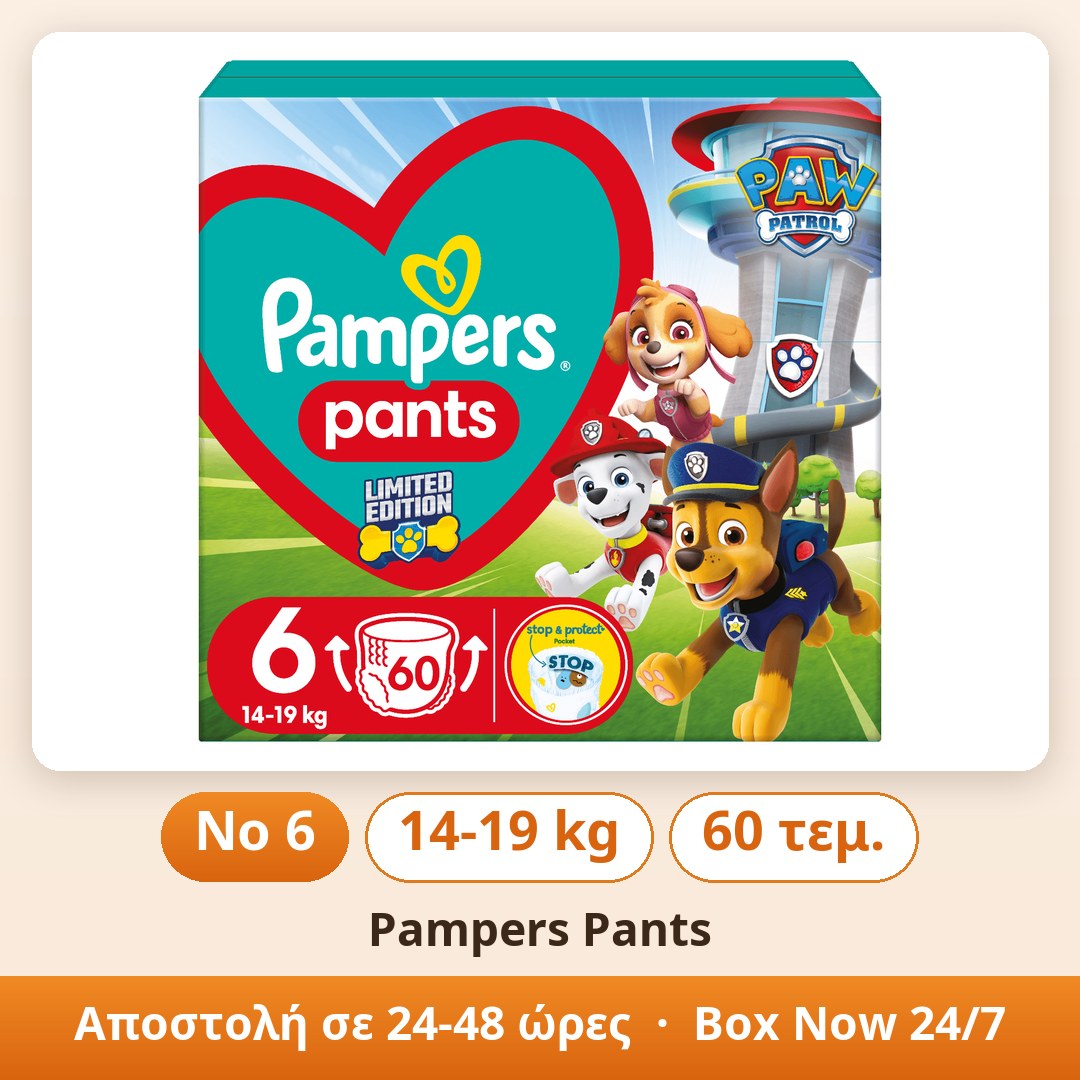 PAW
PATROL
Pampers®
pants
LIMITED
EDITION
6
14-19 kg
60
stop & protect+
Pocket
STOP
Νο 6
14-19 kg
60 τεμ.
Pampers Pants
Αποστολή σε 24-48 ώρες · Box Now 24/7